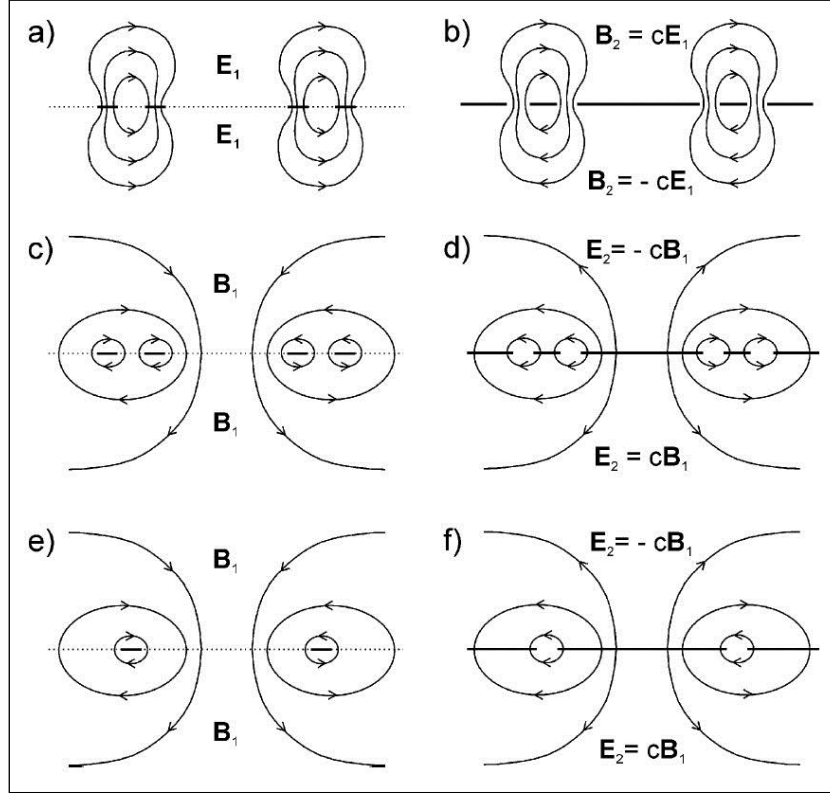 a)
E₁
E₁
b)
B₂ = cE₁
B₂ = - cE₁
c)
B₁
B₁
d)
E₂ = - cB₁
E₂ = cB₁
e)
B₁
B₁
f)
E₂ = - cB₁
E₂ = cB₁